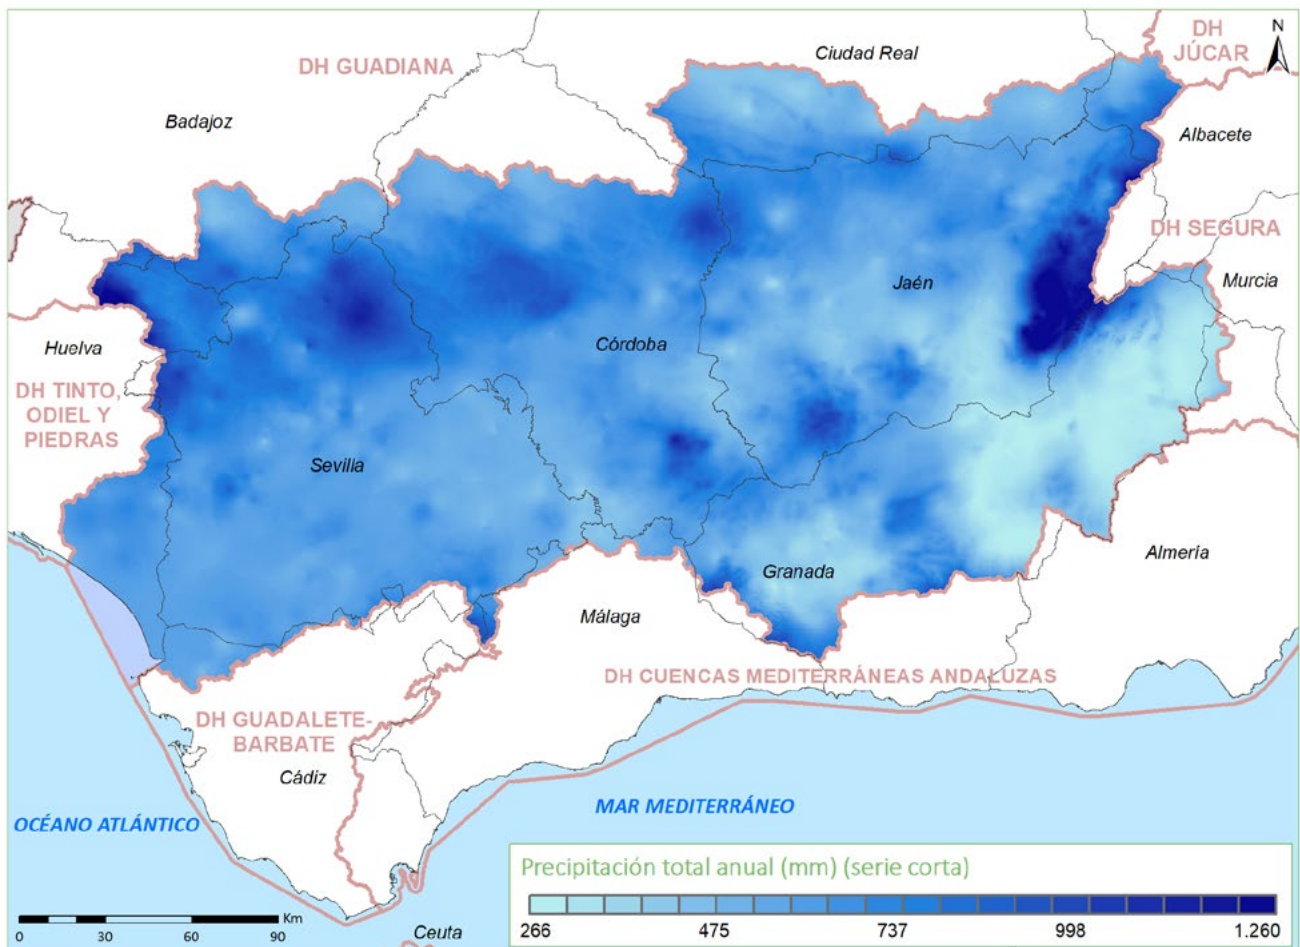 DH
JÚCAR
N
Ciudad Real
DH GUADIANA
Badajoz
Albacete
DH SEGURA
Murcia
Jaén
Huelva
Córdoba
DH TINTO,
ODIEL Y
PIEDRAS
Sevilla
Almería
Granada
Málaga
DH CUENCAS MEDITERRÁNEAS ANDALUZAS
DH GUADALETE-
BARBATE
Cádiz
MAR MEDITERRÁNEO
OCÉANO ATLÁNTICO
Precipitación total anual (mm) (serie corta)
266 475 737 998 1.260
Km
0 30 60 90
Ceuta